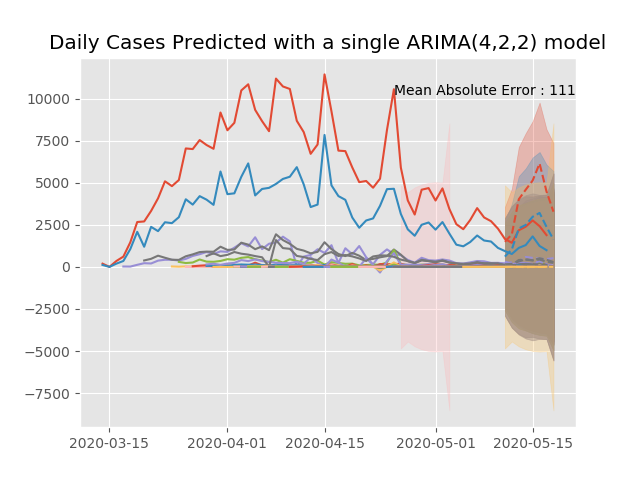 Daily Cases Predicted with a single ARIMA(4,2,2) model
Mean Absolute Error : 111
10000
7500
5000
2500
0
−2500
−5000
−7500
2020-03-15 2020-04-01 2020-04-15 2020-05-01 2020-05-15